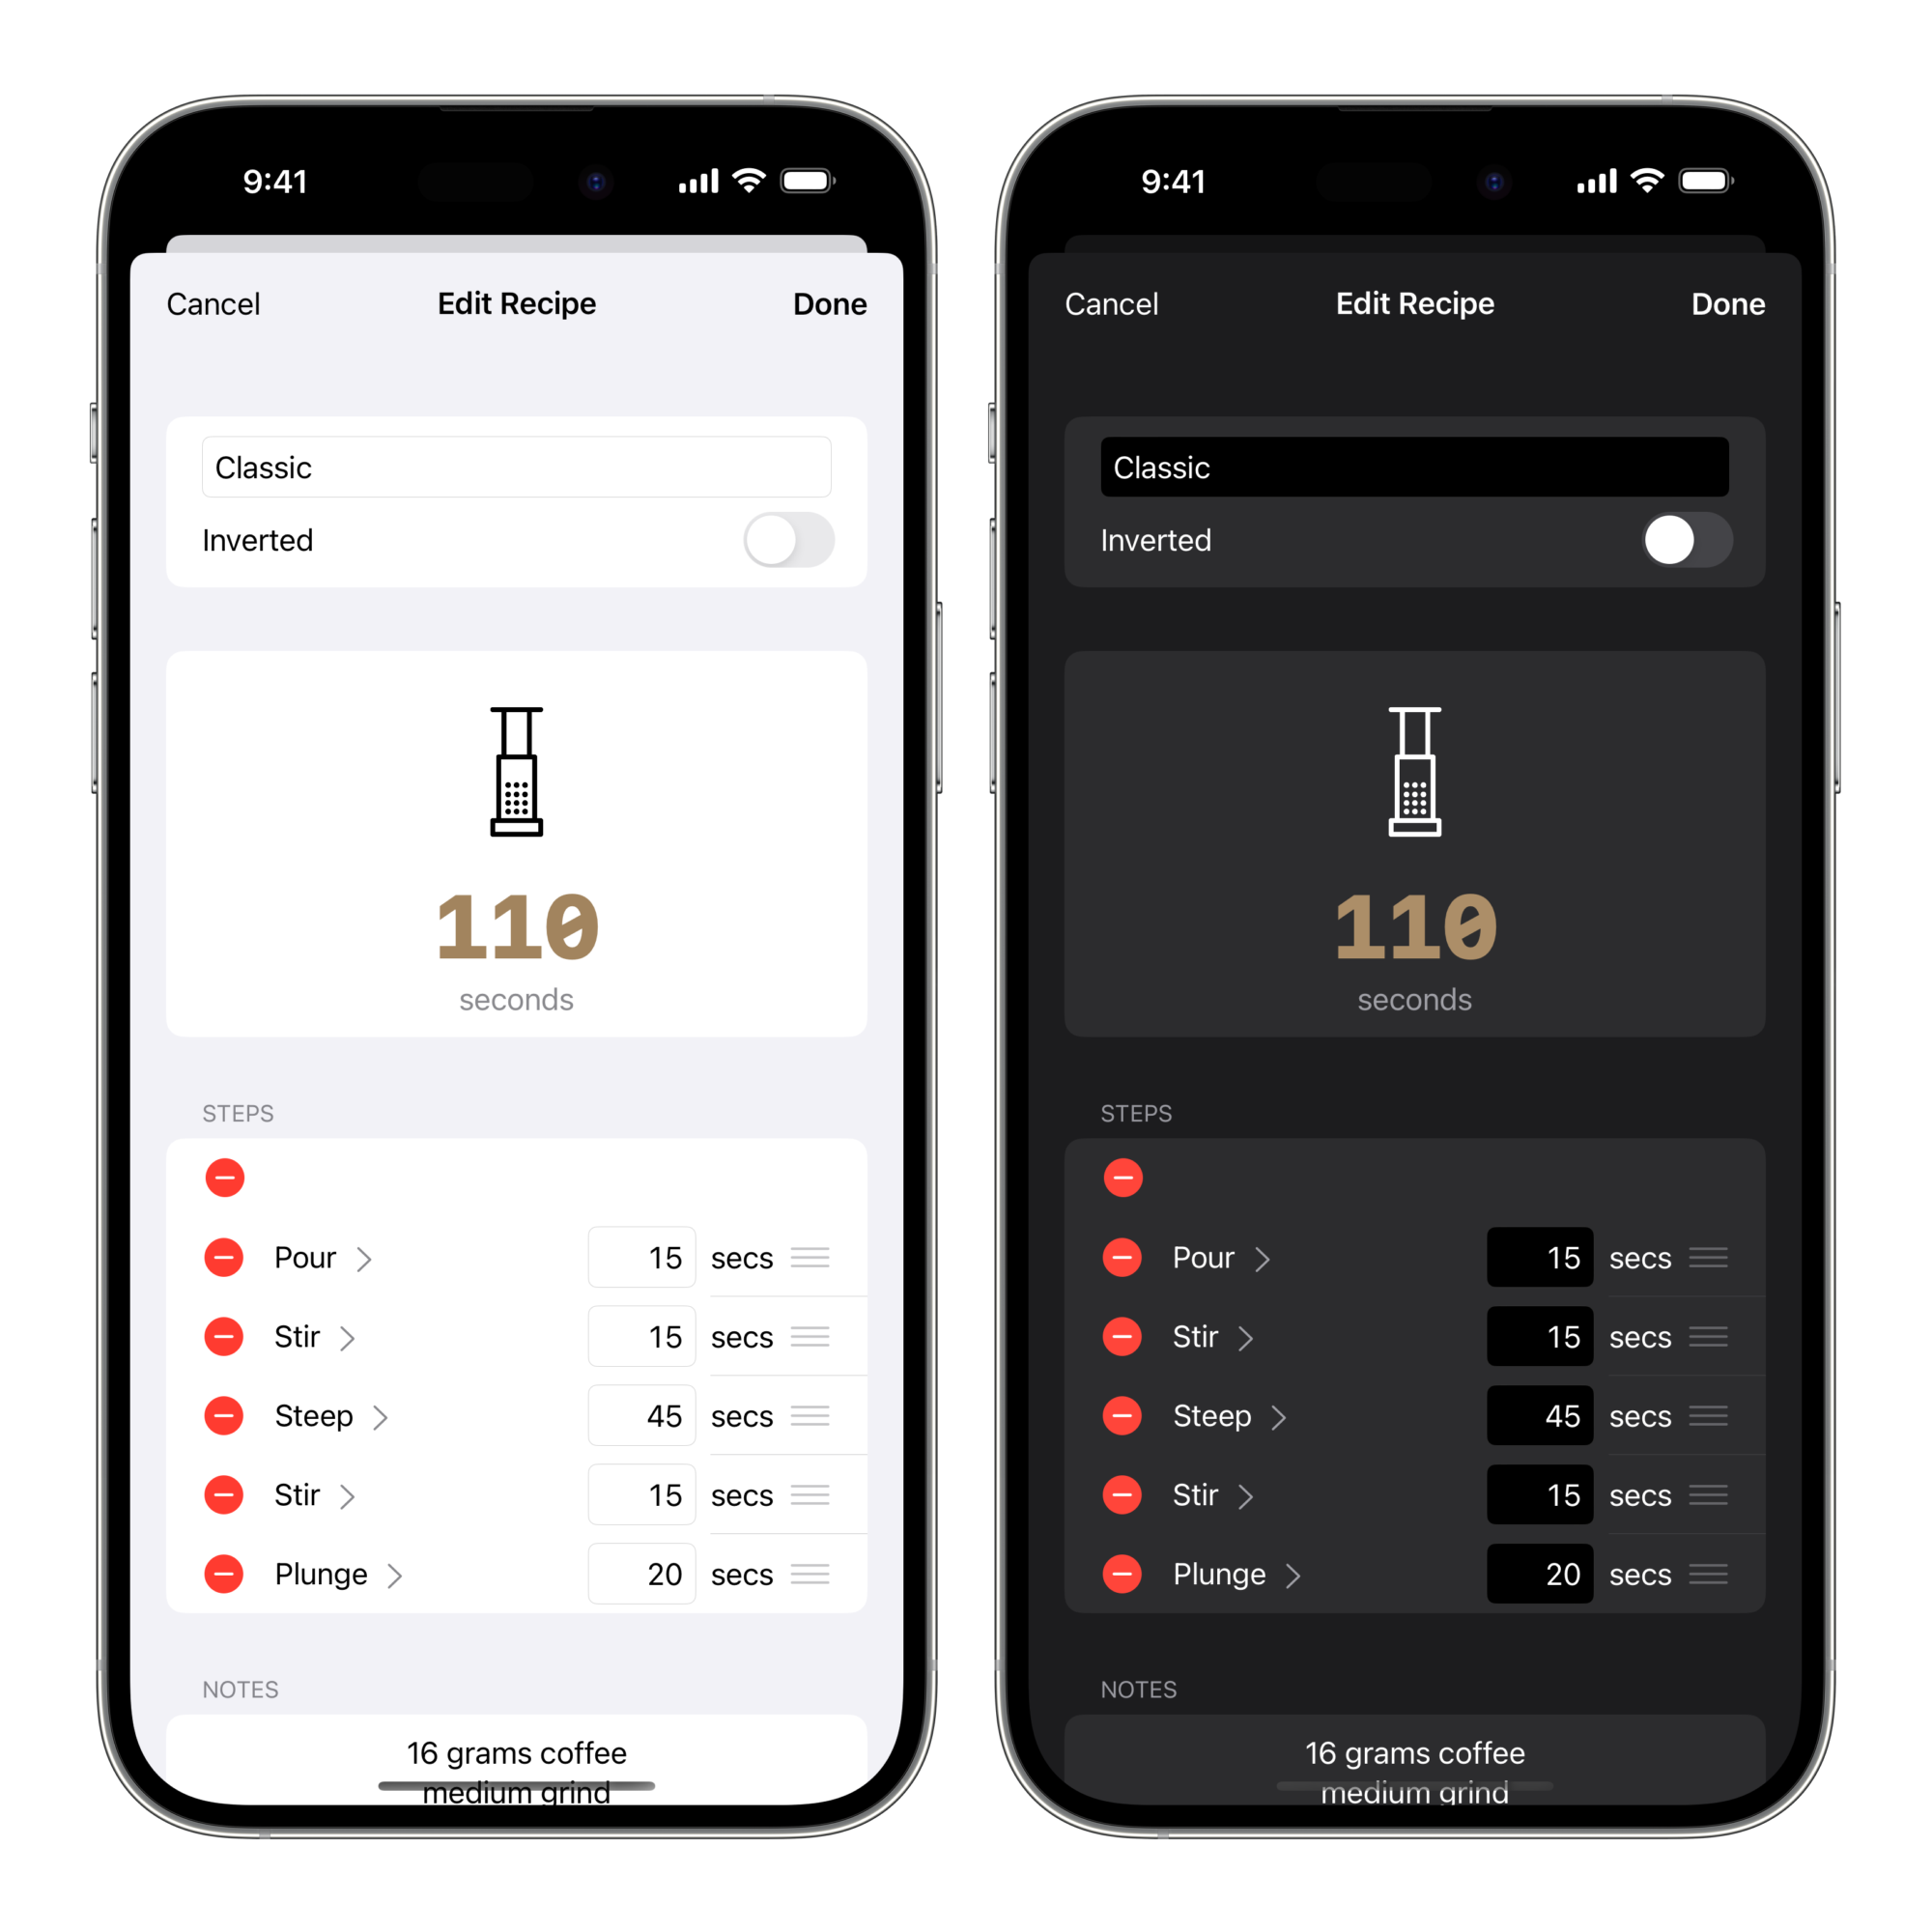 9:41
Cancel Edit Recipe Done
Classic
Inverted
110
seconds
STEPS
Pour 15 secs
Stir 15 secs
Steep 45 secs
Stir 15 secs
Plunge 20 secs
NOTES
16 grams coffee
medium grind
9:41
Cancel Edit Recipe Done
Classic
Inverted
110
seconds
STEPS
Pour 15 secs
Stir 15 secs
Steep 45 secs
Stir 15 secs
Plunge 20 secs
NOTES
16 grams coffee
medium grind